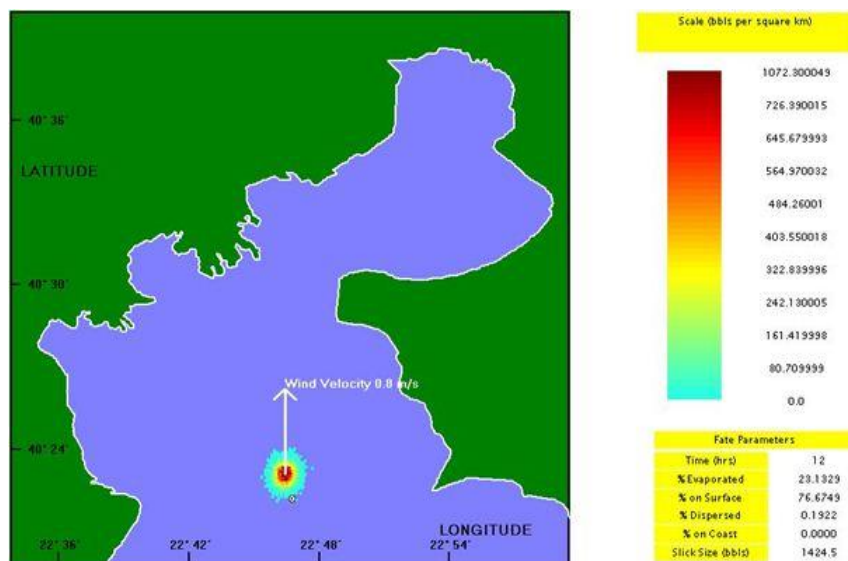 Scale (bbls per square km)
1072.300049
726.390015
645.679993
564.970032
484.26001
403.550018
322.839996
242.130005
161.419998
80.709999
0.0
40° 36'
LATITUDE
40° 30'
Wind Velocity 0.0 m/s
40° 24'
LONGITUDE
22° 36'
22° 42'
22° 48'
22° 54'
Fate Parameters
Time (hrs) 12
% Evaporated 23.1329
% on Surface 76.6749
% Dispersed 0.1922
% on Coast 0.0000
Slick Size (bbls) 1424.5